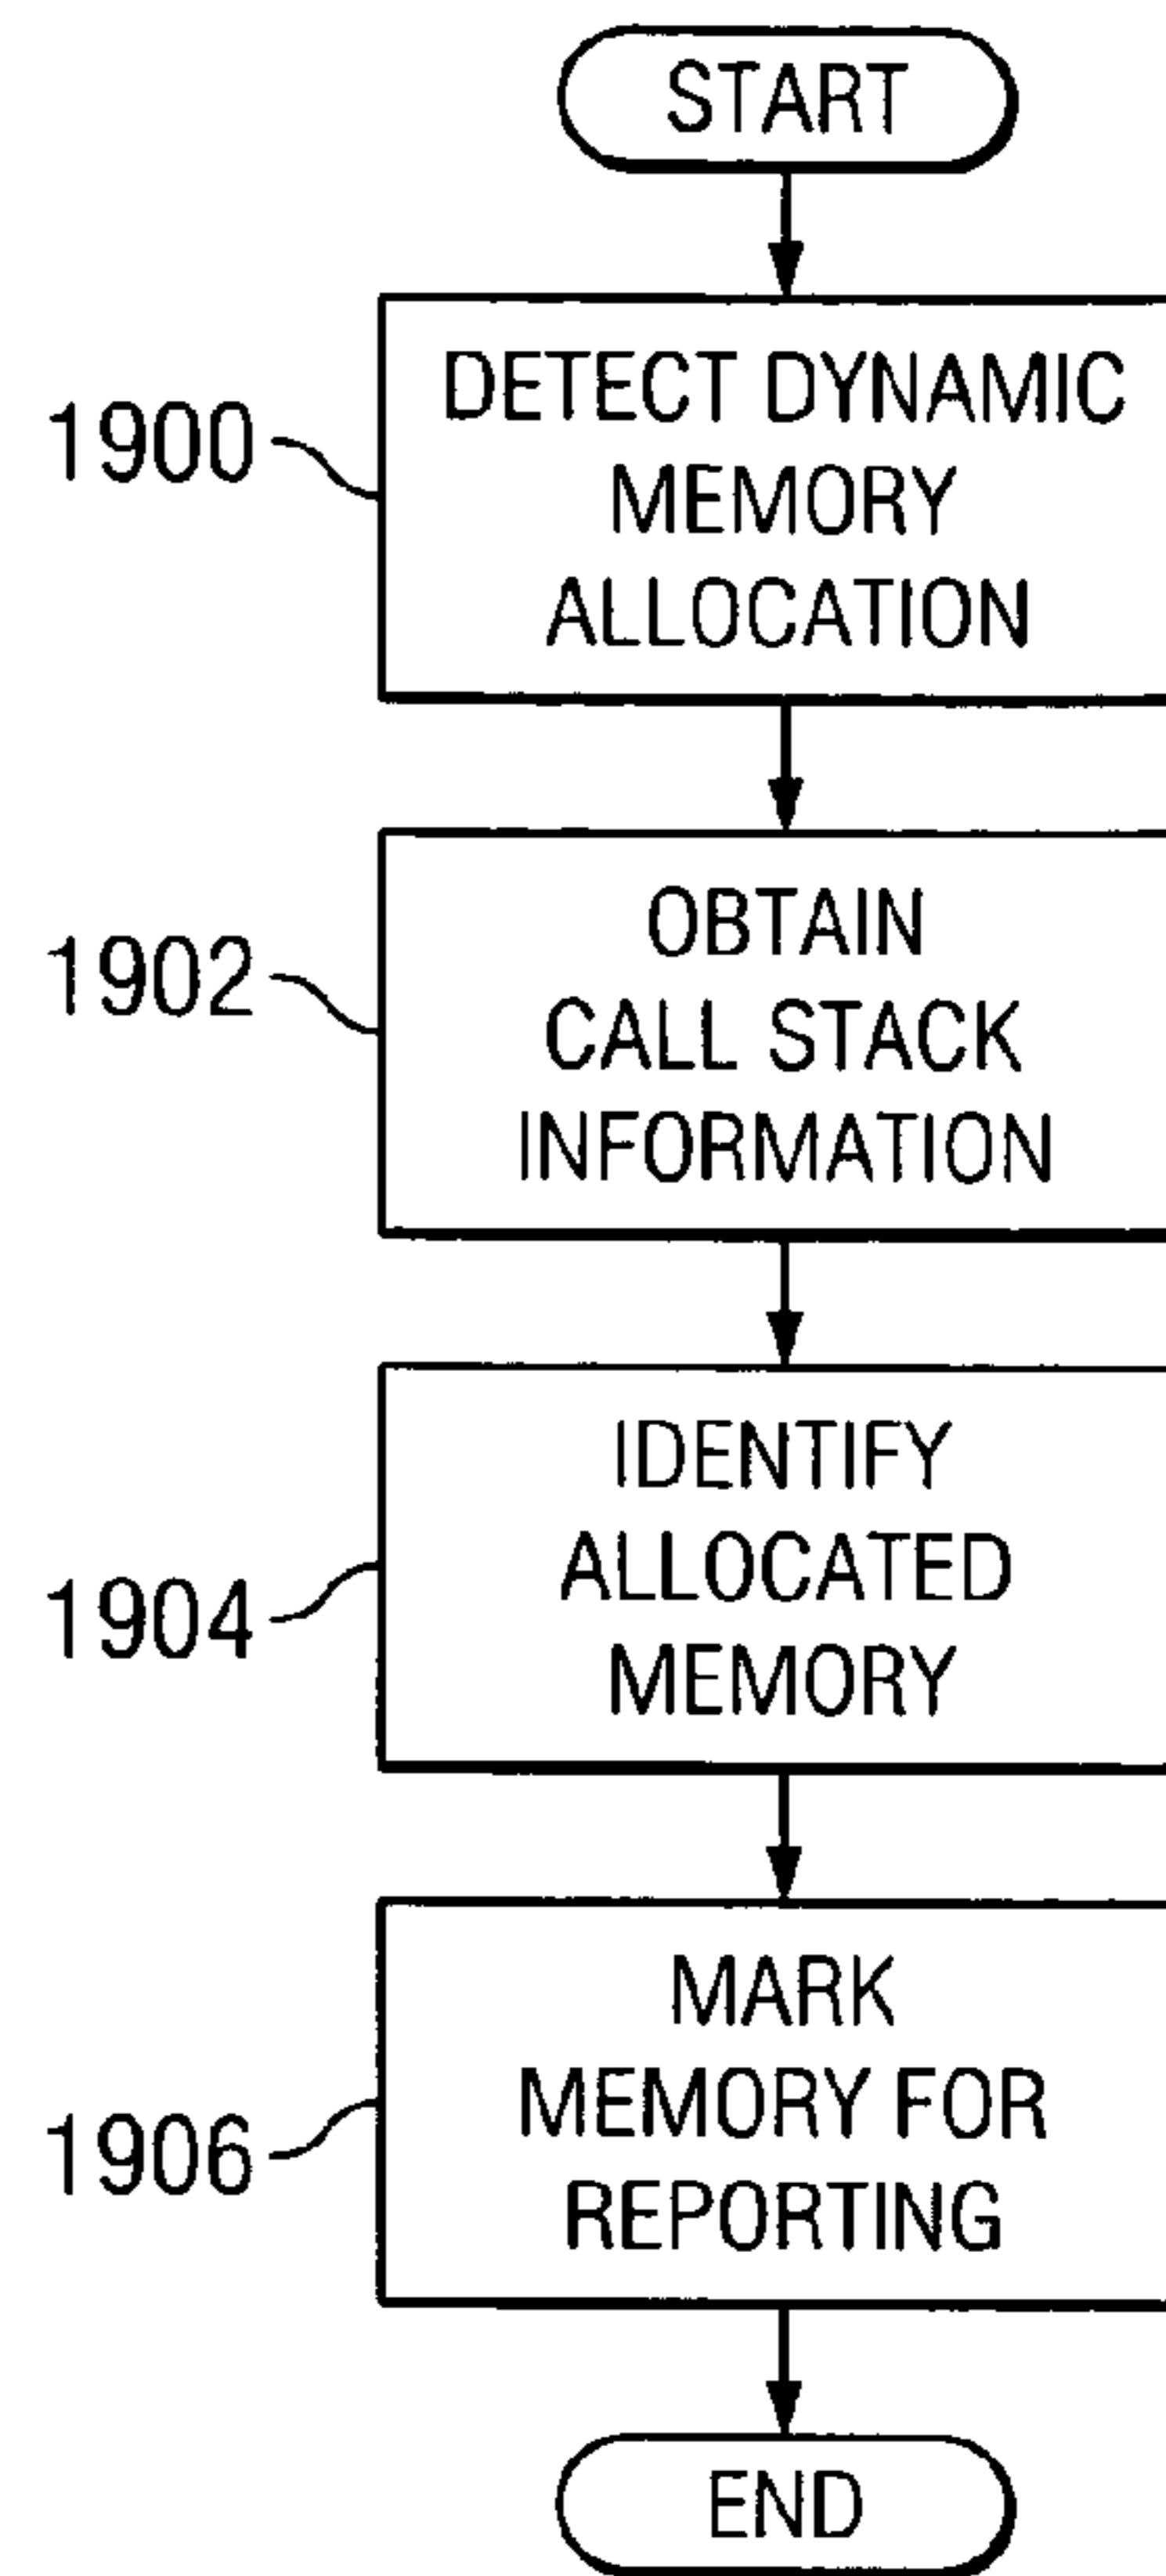 START
1900
DETECT DYNAMIC
MEMORY
ALLOCATION
1902
OBTAIN
CALL STACK
INFORMATION
1904
IDENTIFY
ALLOCATED
MEMORY
1906
MARK
MEMORY FOR
REPORTING
END